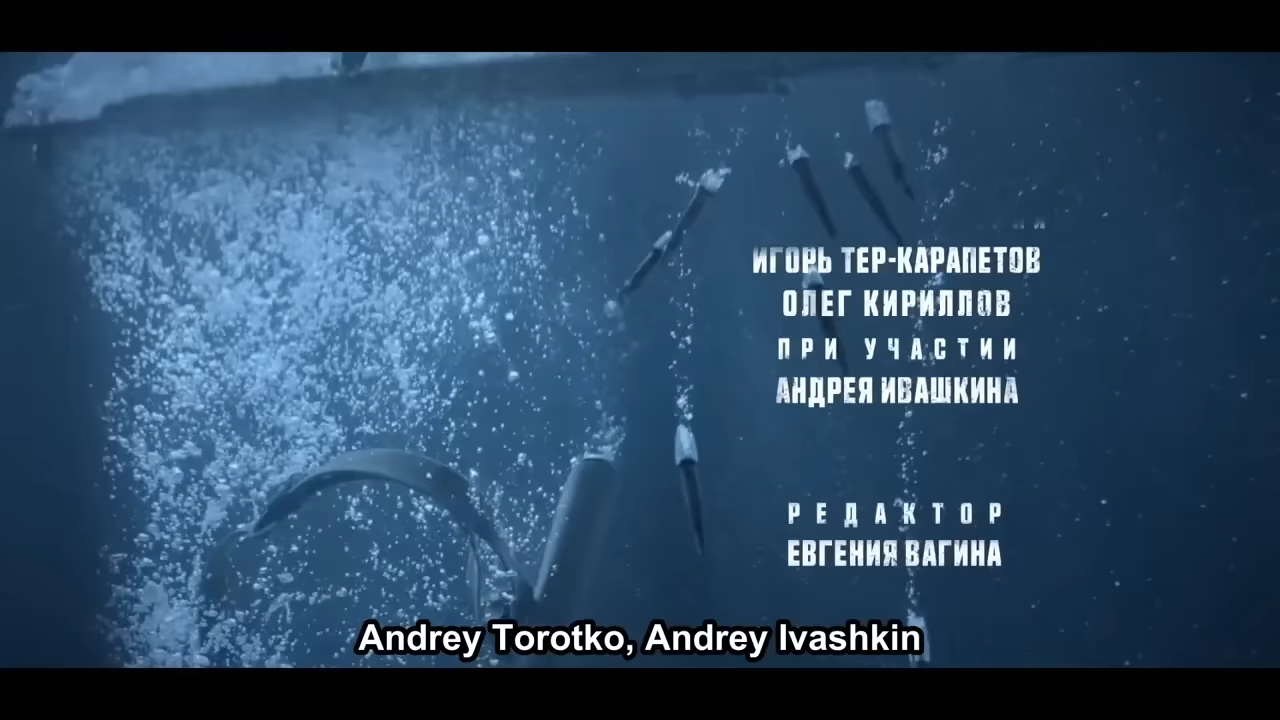 ИГОРЬ ТЕР-КАРАПЕТОВ
ОЛЕГ КИРИЛЛОВ
ПРИ УЧАСТИИ
АНДРЕЯ ИВАШКИНА
РЕДАКТОР
ЕВГЕНИЯ ВАГИНА
Andrey Torotko, Andrey Ivashkin